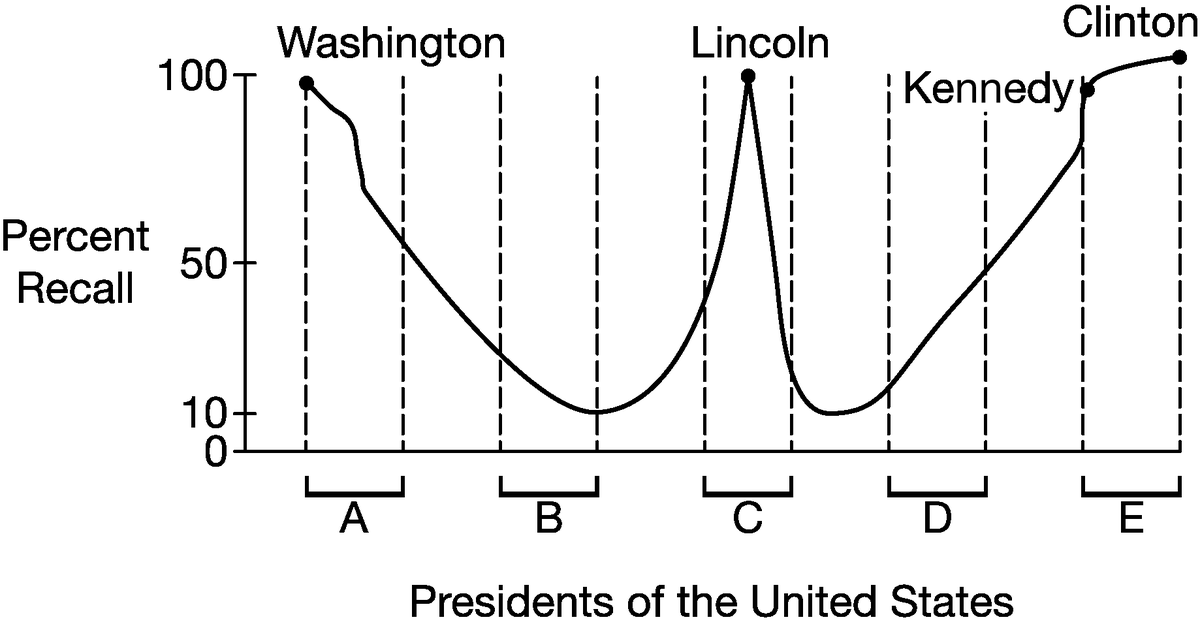 Clinton
Washington
Lincoln
Kennedy
100
Percent
Recall
50
10
0
A
B
C
D
E
Presidents of the United States